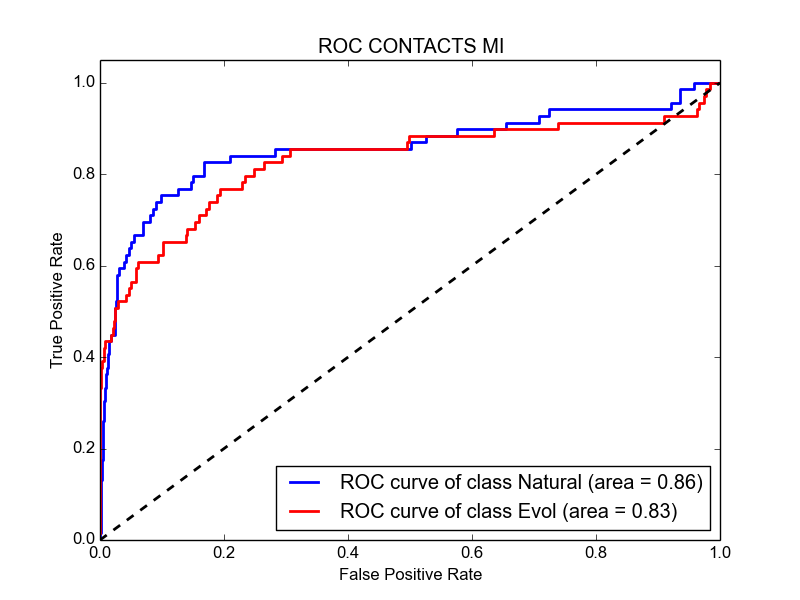 ROC CONTACTS MI
1.0
0.8
0.6
0.4
0.2
0.0
True Positive Rate
ROC curve of class Natural (area = 0.86)
ROC curve of class Evol (area = 0.83)
0.0 0.2 0.4 0.6 0.8 1.0
False Positive Rate